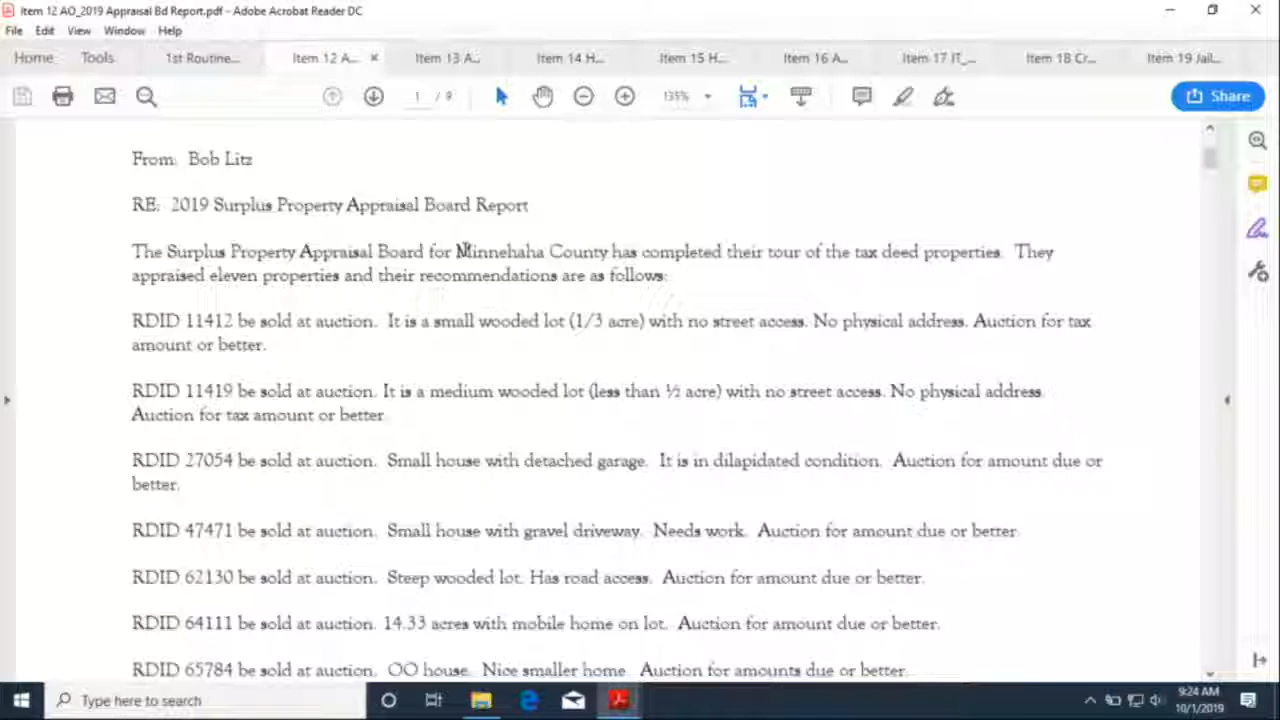 Item 12 AO_2019 Appraisal Bd Report.pdf - Adobe Acrobat Reader DC
File Edit View Window Help
Home Tools 1st Routine... Item 12 A... Item 13 A... Item 14 H... Item 15 H... Item 16 A... Item 17 IT_... Item 18 Cr... Item 19 Jail...
1 / 9 135% Share
From: Bob Litz
RE: 2019 Surplus Property Appraisal Board Report
The Surplus Property Appraisal Board for Minnehaha County has completed their tour of the tax deed properties. They
appraised eleven properties and their recommendations are as follows:
RDID 11412 be sold at auction. It is a small wooded lot (1/3 acre) with no street access. No physical address. Auction for tax
amount or better.
RDID 11419 be sold at auction. It is a medium wooded lot (less than ½ acre) with no street access. No physical address.
Auction for tax amount or better.
RDID 27054 be sold at auction. Small house with detached garage. It is in dilapidated condition. Auction for amount due or
better.
RDID 47471 be sold at auction. Small house with gravel driveway. Needs work. Auction for amount due or better.
RDID 62130 be sold at auction. Steep wooded lot. Has road access. Auction for amount due or better.
RDID 64111 be sold at auction. 14.33 acres with mobile home on lot. Auction for amount due or better.
RDID 65784 be sold at auction. OO house. Nice smaller home. Auction for amounts due or better.
Type here to search
9:24 AM
10/1/2019